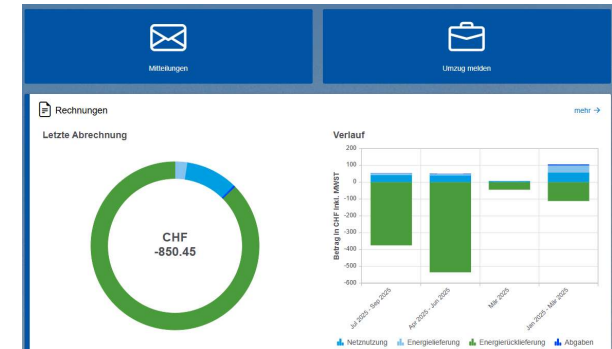 Mitteilungen
Umzug melden
Rechnungen
mehr →
Letzte Abrechnung
CHF
-850.45
Verlauf
Betrag in CHF inkl. MWST
200
100
0
-100
-200
-300
-400
-500
-600
Jul 2025 - Sep 2025
Apr 2025 - Jun 2025
Mär 2025
Jan 2025 - Mär 2025
Netznutzung
Energielieferung
Energierücklieferung
Abgaben